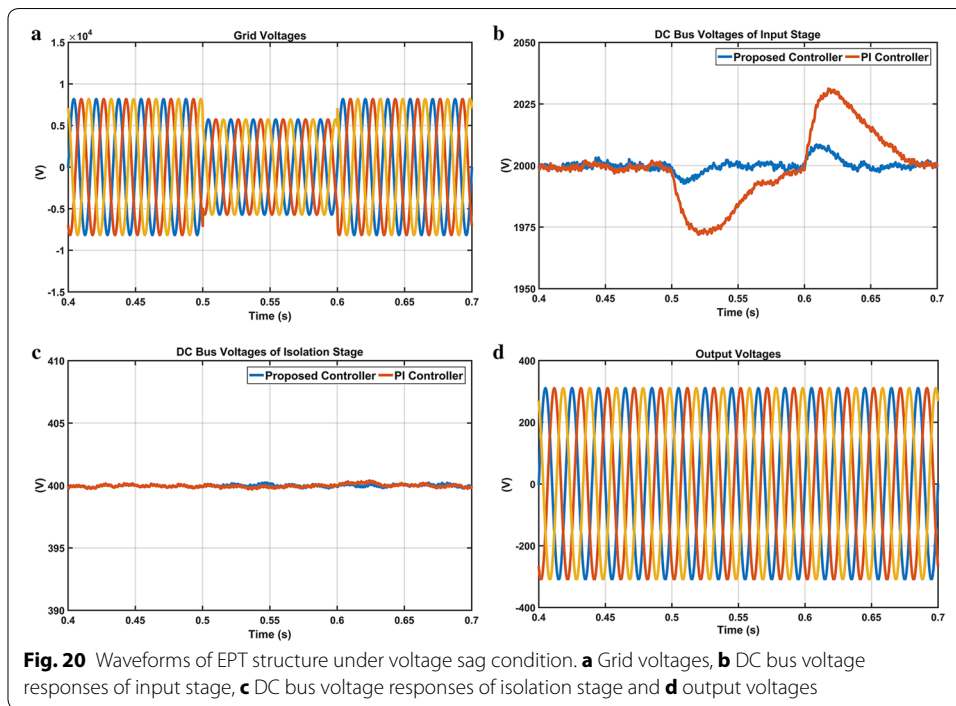 a
Grid Voltages
×10⁴
1.5
1
0.5
0
-0.5
-1
-1.5
(V)
0.4 0.45 0.5 0.55 0.6 0.65 0.7
Time (s)
b
DC Bus Voltages of Input Stage
Proposed Controller PI Controller
2050
2025
2000
1975
1950
(V)
0.4 0.45 0.5 0.55 0.6 0.65 0.7
Time (s)
c
DC Bus Voltages of Isolation Stage
Proposed Controller PI Controller
410
405
400
395
390
(V)
0.4 0.45 0.5 0.55 0.6 0.65 0.7
Time (s)
d
Output Voltages
400
200
0
-200
-400
(V)
0.4 0.45 0.5 0.55 0.6 0.65 0.7
Time (s)
Fig. 20 Waveforms of EPT structure under voltage sag condition. a Grid voltages, b DC bus voltage
responses of input stage, c DC bus voltage responses of isolation stage and d output voltages